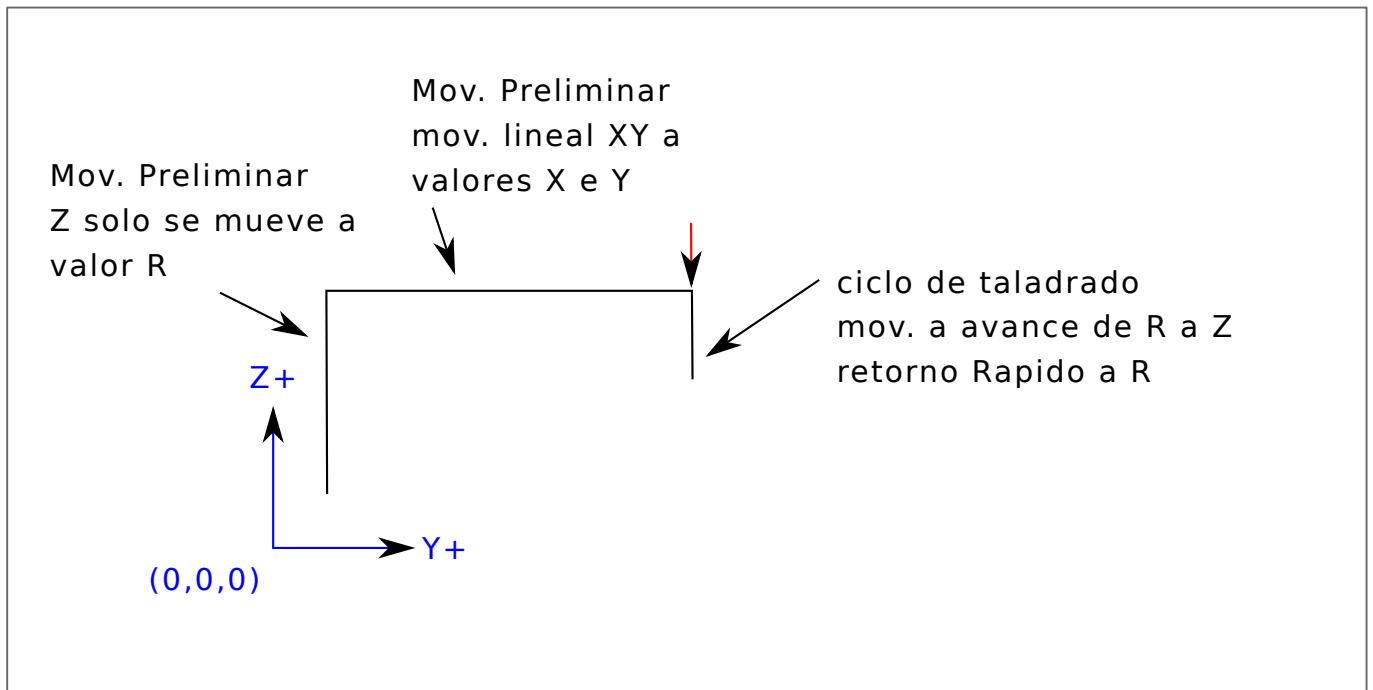 Mov. Preliminar
mov. lineal XY a
valores X e Y
Mov. Preliminar
Z solo se mueve a
valor R
ciclo de taladrado
mov. a avance de R a Z
retorno Rapido a R
Z+
Y+
(0,0,0)